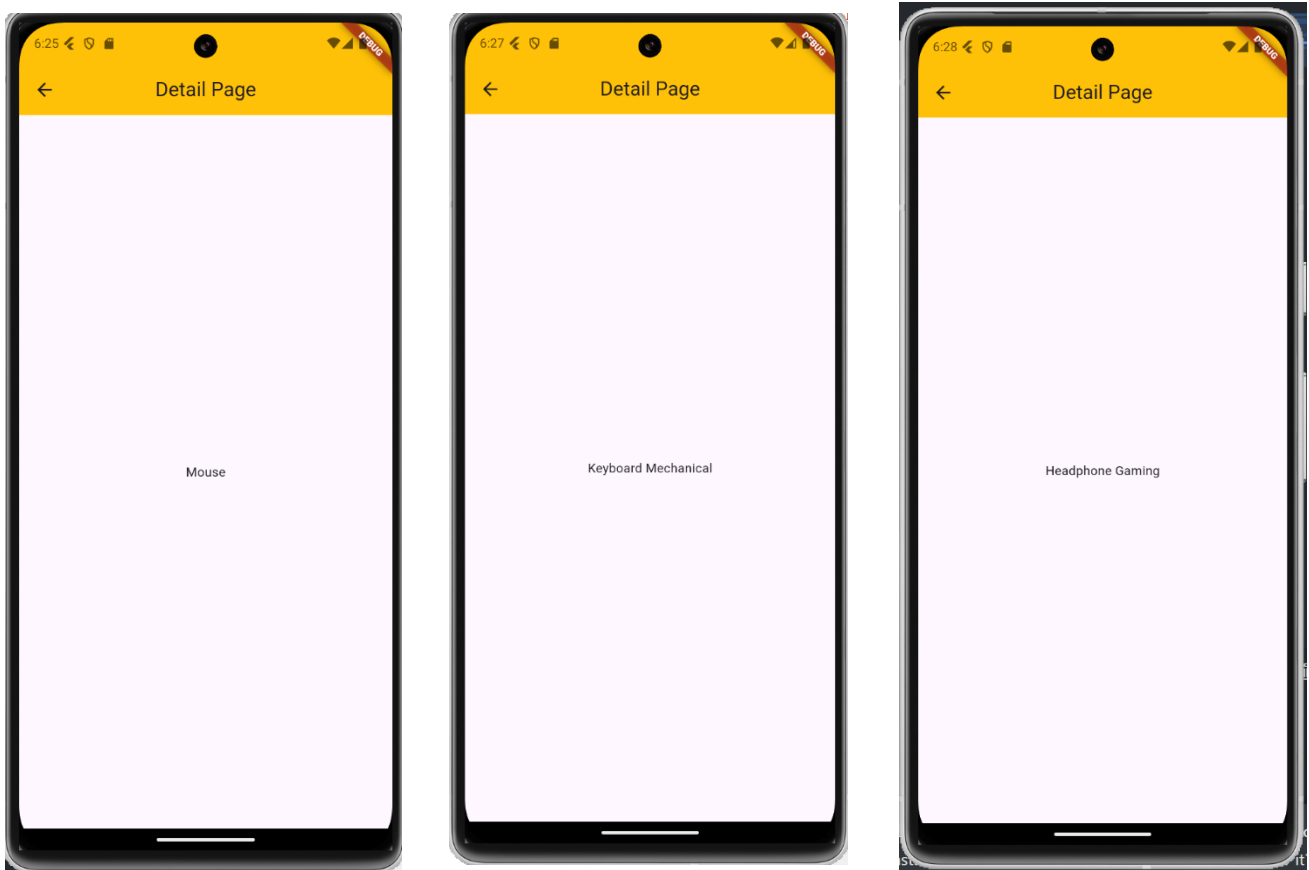 6:25
DEBUG
Detail Page
Mouse
6:27
DEBUG
Detail Page
Keyboard Mechanical
6:28
DEBUG
Detail Page
Headphone Gaming